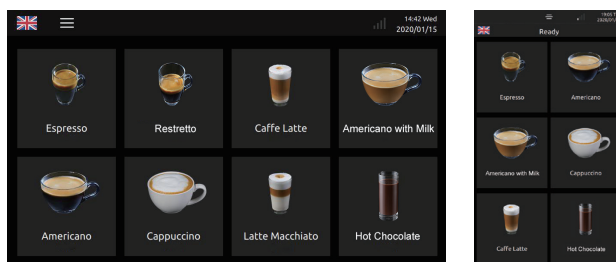 14:42 Wed
2020/01/15
Espresso
Restretto
Caffe Latte
Americano with Milk
Americano
Cappuccino
Latte Macchiato
Hot Chocolate
Ready
Espresso
Americano
Americano with Milk
Cappuccino
Caffe Latte
Hot Chocolate